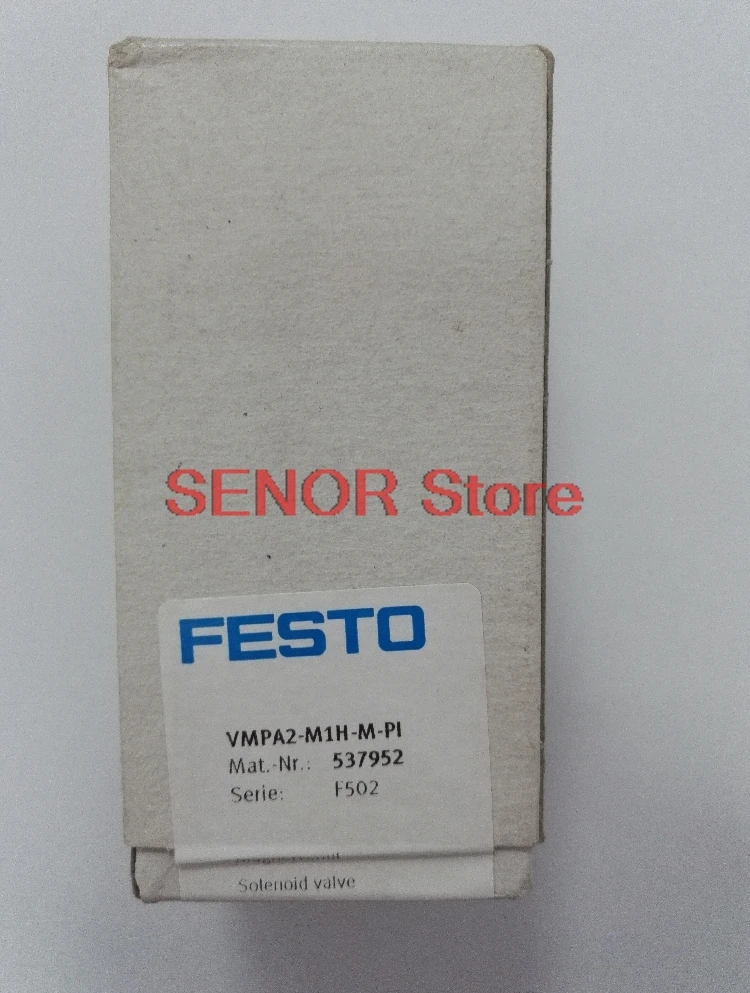 SENOR Store
FESTO
VMPA2-M1H-M-PI
Mat.-Nr.: 537952
Serie: F502
Solenoid valve